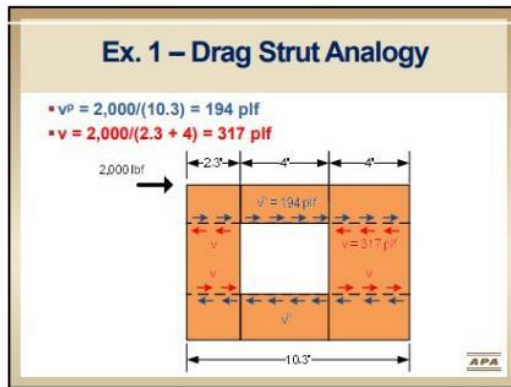 Ex. 1 – Drag Strut Analogy
▪ vᵖ = 2,000/(10.3) = 194 plf
▪ v = 2,000/(2.3 + 4) = 317 plf
2.3' 4' 4'
2,000 lbf
vᵖ = 194 plf
v v = 317 plf
v v
vᵖ
10.3'
APA